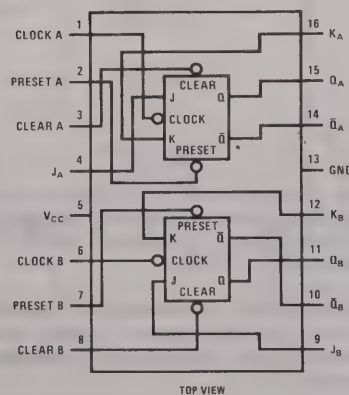 CLOCK A 1
PRESET A 2
CLEAR A 3
J_A 4
V_CC 5
CLOCK B 6
PRESET B 7
CLEAR B 8
CLEAR
J Q
CLOCK
K Q̅
PRESET
PRESET
K Q̅
CLOCK
J Q
CLEAR
16 K_A
15 Q_A
14 Q̅_A
13 GND
12 K_B
11 Q_B
10 Q̅_B
9 J_B
TOP VIEW